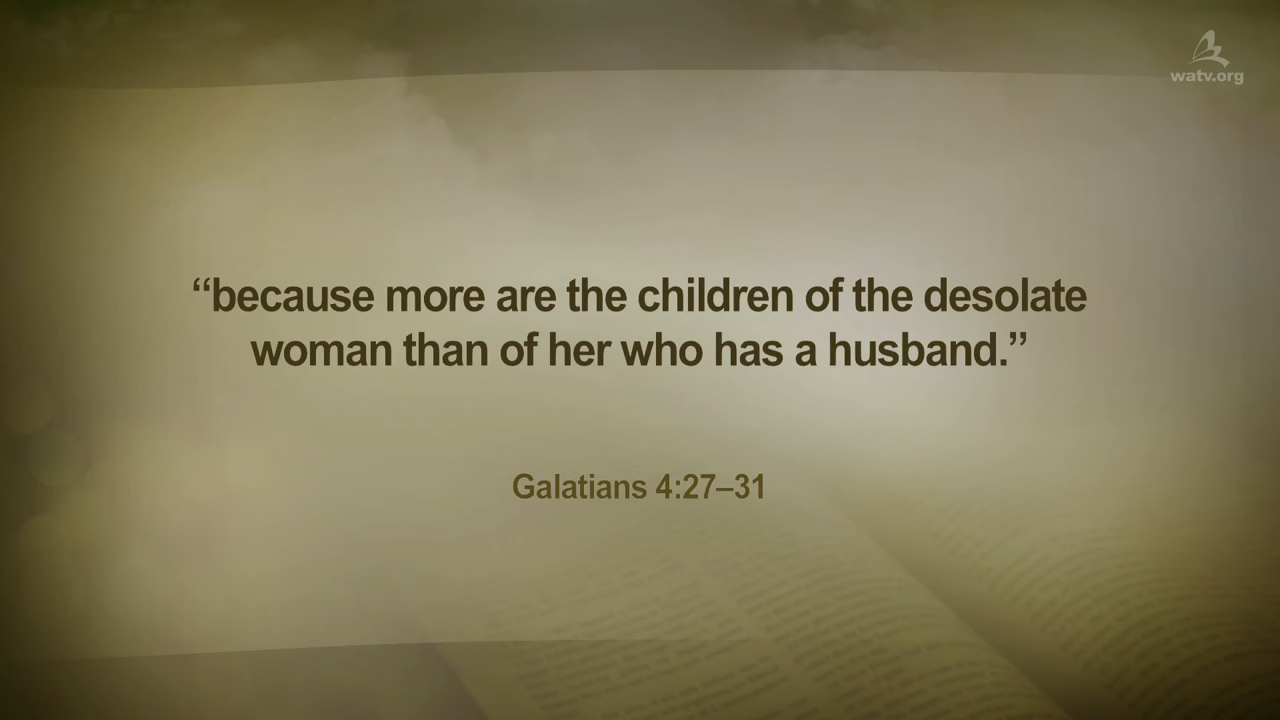 watv.org
“because more are the children of the desolate
woman than of her who has a husband.”
Galatians 4:27–31